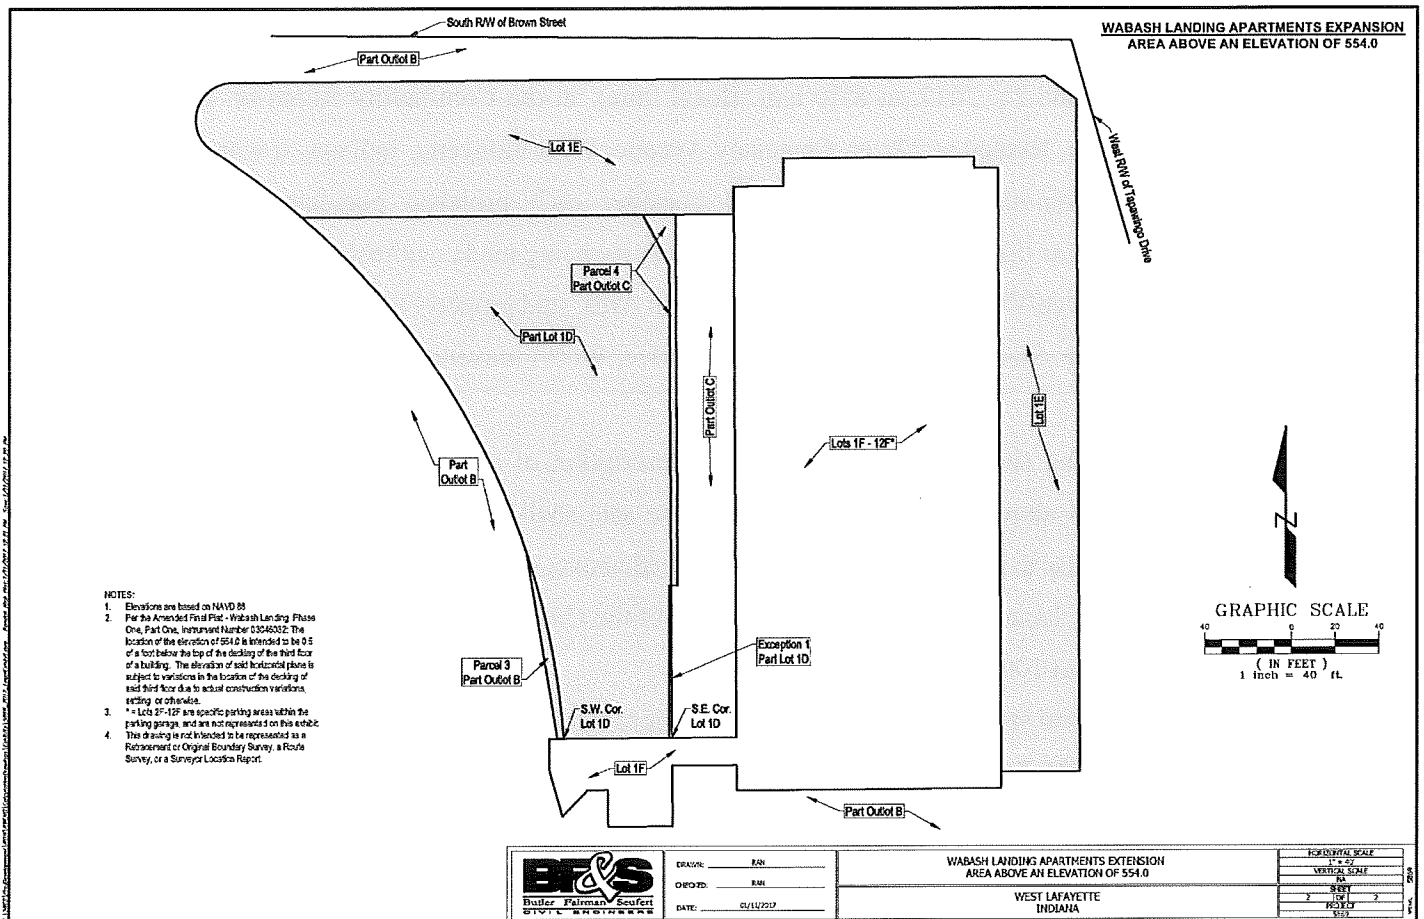 South R/W of Brown Street
WABASH LANDING APARTMENTS EXPANSION
AREA ABOVE AN ELEVATION OF 554.0
Part Outlot B
West R/W of Tapawingo Drive
Lot 1E
Parcel 4
Part Outlot C
Part Lot 1D
Part Outlot C
Lot 1E
Lots 1F - 12F*
Part
Outlot B
Z
NOTES:
1. Elevations are based on NAVD 88
2. Per the Amended Final Plat - Wabash Landing Phase
One, Part One, Instrument Number 03046082: The
location of the elevation of 554.0 is intended to be 0.5
of a foot below the top of the decking of the third floor
of a building. The elevation of said horizontal plane is
subject to variations in the location of the decking of
said third floor due to actual construction variations,
settling or otherwise.
3. * = Lots 2F-12F are specific parking areas within the
parking garage, and are not represented on this exhibit
4. This drawing is not intended to be represented as a
Retracement or Original Boundary Survey, a Route
Survey, or a Surveyor Location Report.
GRAPHIC SCALE
40 0 20 40
( IN FEET )
1 inch = 40 ft.
Exception 1
Part Lot 1D
Parcel 3
Part Outlot B
S.W. Cor.
Lot 1D
S.E. Cor.
Lot 1D
Lot 1F
Part Outlot B
BF&S
Butler Fairman Seufert
CIVIL ENGINEERS
DRAWN: RAN
CHECKED: RAN
DATE: 01/11/2017
WABASH LANDING APARTMENTS EXTENSION
AREA ABOVE AN ELEVATION OF 554.0
WEST LAFAYETTE
INDIANA
HORIZONTAL SCALE
1" = 40'
VERTICAL SCALE
NA
SHEET
2 OF 2
PROJECT